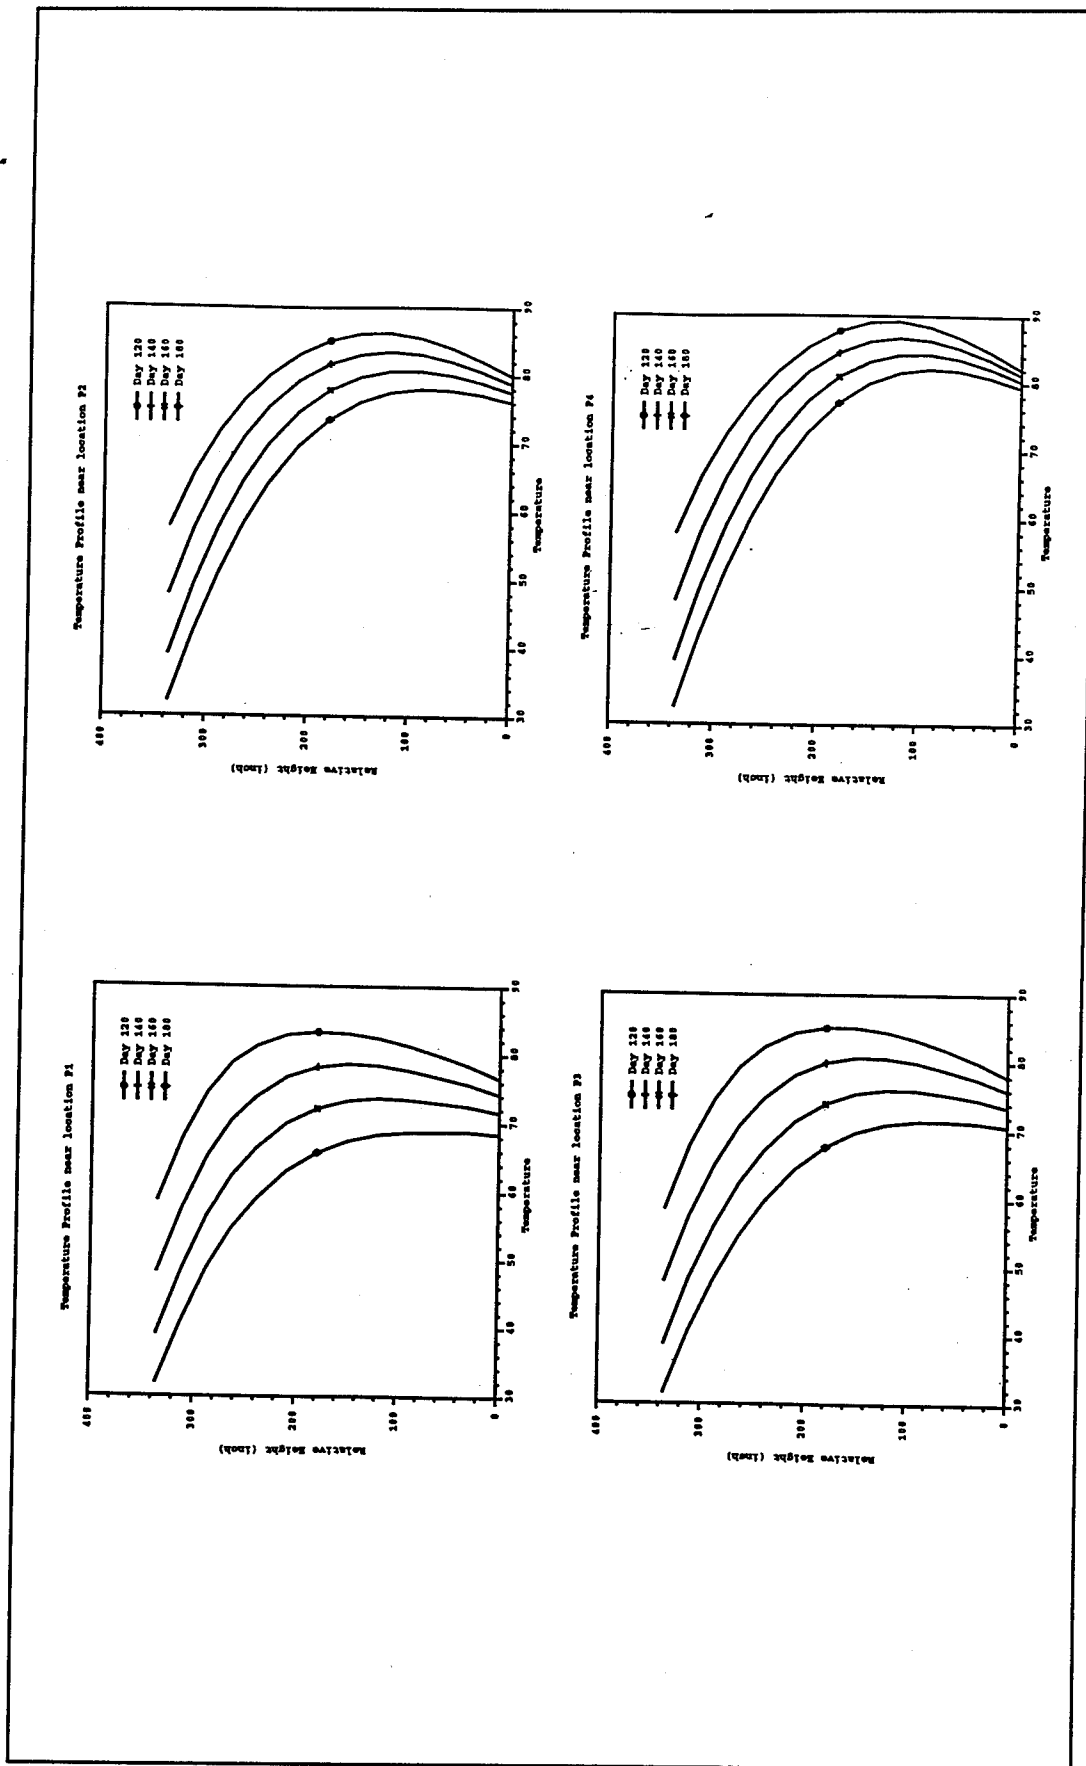 Temperature Profile near location P1
Day 120
Day 140
Day 160
Day 180
Relative Height (inch)
400
300
200
100
0
30
40
50
60
70
80
90
Temperature
Temperature Profile near location P2
Day 120
Day 140
Day 160
Day 180
Relative Height (inch)
400
300
200
100
0
30
40
50
60
70
80
90
Temperature
Temperature Profile near location P3
Day 120
Day 140
Day 160
Day 180
Relative Height (inch)
400
300
200
100
0
30
40
50
60
70
80
90
Temperature
Temperature Profile near location P4
Day 120
Day 140
Day 160
Day 180
Relative Height (inch)
400
300
200
100
0
30
40
50
60
70
80
90
Temperature